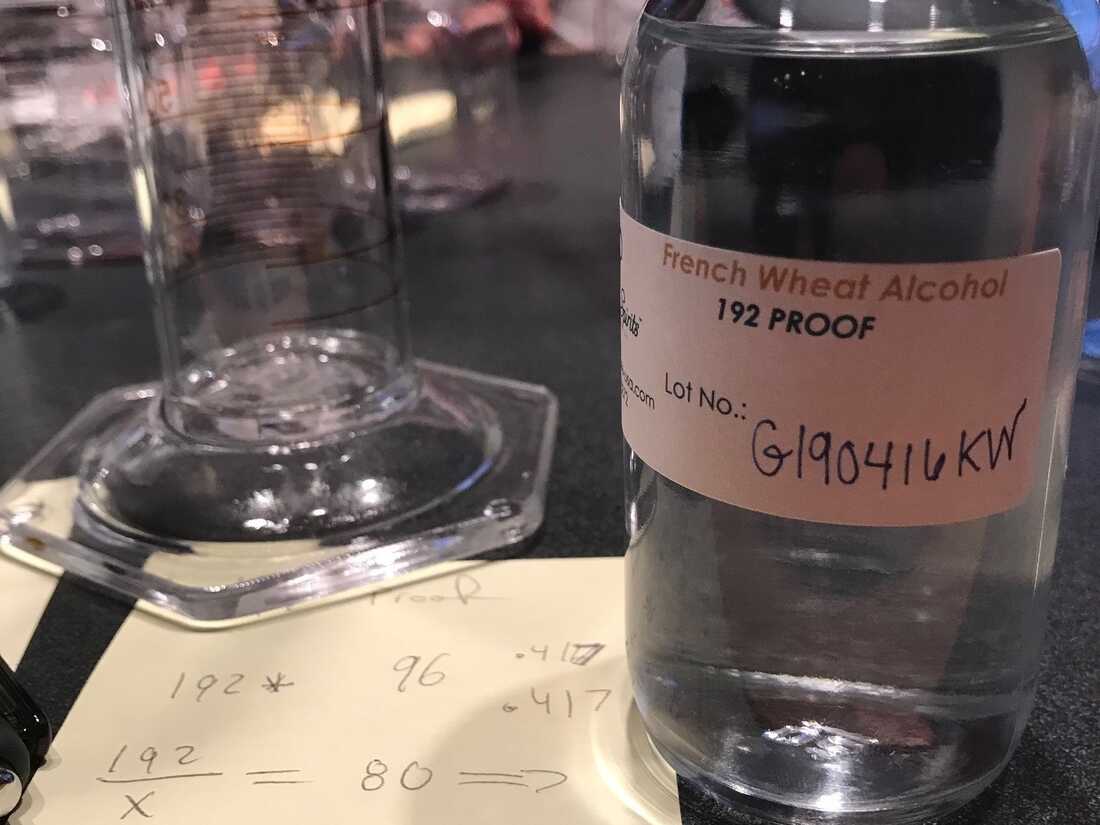 French Wheat Alcohol
192 PROOF
Lot No.:
G190416KW
Proof
192* 96 .417
.417
192
X
= 80 =>